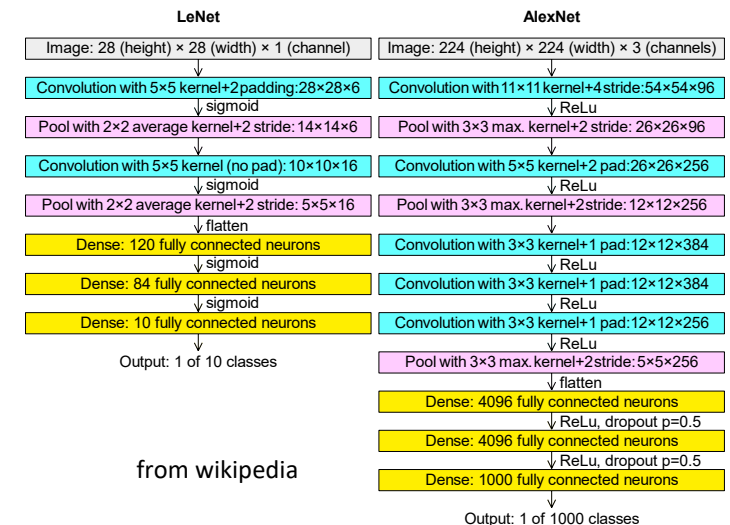 LeNet
Image: 28 (height) × 28 (width) × 1 (channel)
Convolution with 5×5 kernel+2 padding:28×28×6
sigmoid
Pool with 2×2 average kernel+2 stride: 14×14×6
Convolution with 5×5 kernel (no pad): 10×10×16
sigmoid
Pool with 2×2 average kernel+2 stride: 5×5×16
flatten
Dense: 120 fully connected neurons
sigmoid
Dense: 84 fully connected neurons
sigmoid
Dense: 10 fully connected neurons
Output: 1 of 10 classes
from wikipedia
AlexNet
Image: 224 (height) × 224 (width) × 3 (channels)
Convolution with 11×11 kernel+4 stride: 54×54×96
ReLu
Pool with 3×3 max. kernel+2 stride: 26×26×96
Convolution with 5×5 kernel+2 pad:26×26×256
ReLu
Pool with 3×3 max. kernel+2stride: 12×12×256
Convolution with 3×3 kernel+1 pad:12×12×384
ReLu
Convolution with 3×3 kernel+1 pad:12×12×384
ReLu
Convolution with 3×3 kernel+1 pad:12×12×256
ReLu
Pool with 3×3 max. kernel+2stride: 5×5×256
flatten
Dense: 4096 fully connected neurons
ReLu, dropout p=0.5
Dense: 4096 fully connected neurons
ReLu, dropout p=0.5
Dense: 1000 fully connected neurons
Output: 1 of 1000 classes